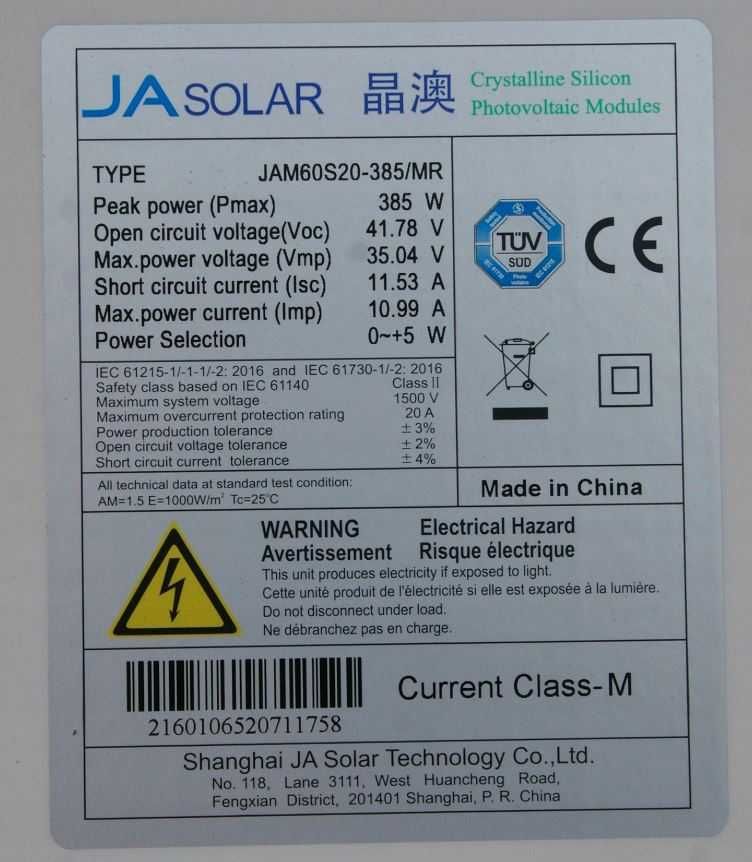 JA SOLAR 晶澳 Crystalline Silicon
Photovoltaic Modules
TYPE JAM60S20-385/MR
Peak power (Pmax) 385 W
Open circuit voltage(Voc) 41.78 V
Max.power voltage (Vmp) 35.04 V
Short circuit current (Isc) 11.53 A
Max.power current (Imp) 10.99 A
Power Selection 0~+5 W
TÜV
SÜD
CE
IEC 61215-1/-1-1/-2: 2016 and IEC 61730-1/-2: 2016
Safety class based on IEC 61140 Class II
Maximum system voltage 1500 V
Maximum overcurrent protection rating 20 A
Power production tolerance ±3%
Open circuit voltage tolerance ±2%
Short circuit current tolerance ±4%
All technical data at standard test condition:
AM=1.5 E=1000W/m² Tc=25℃
Made in China
WARNING Electrical Hazard
Avertissement Risque électrique
This unit produces electricity if exposed to light.
Cette unité produit de l'électricité si elle est exposée à la lumière.
Do not disconnect under load.
Ne débranchez pas en charge.
2160106520711758
Current Class-M
Shanghai JA Solar Technology Co.,Ltd.
No. 118, Lane 3111, West Huancheng Road,
Fengxian District, 201401 Shanghai, P. R. China